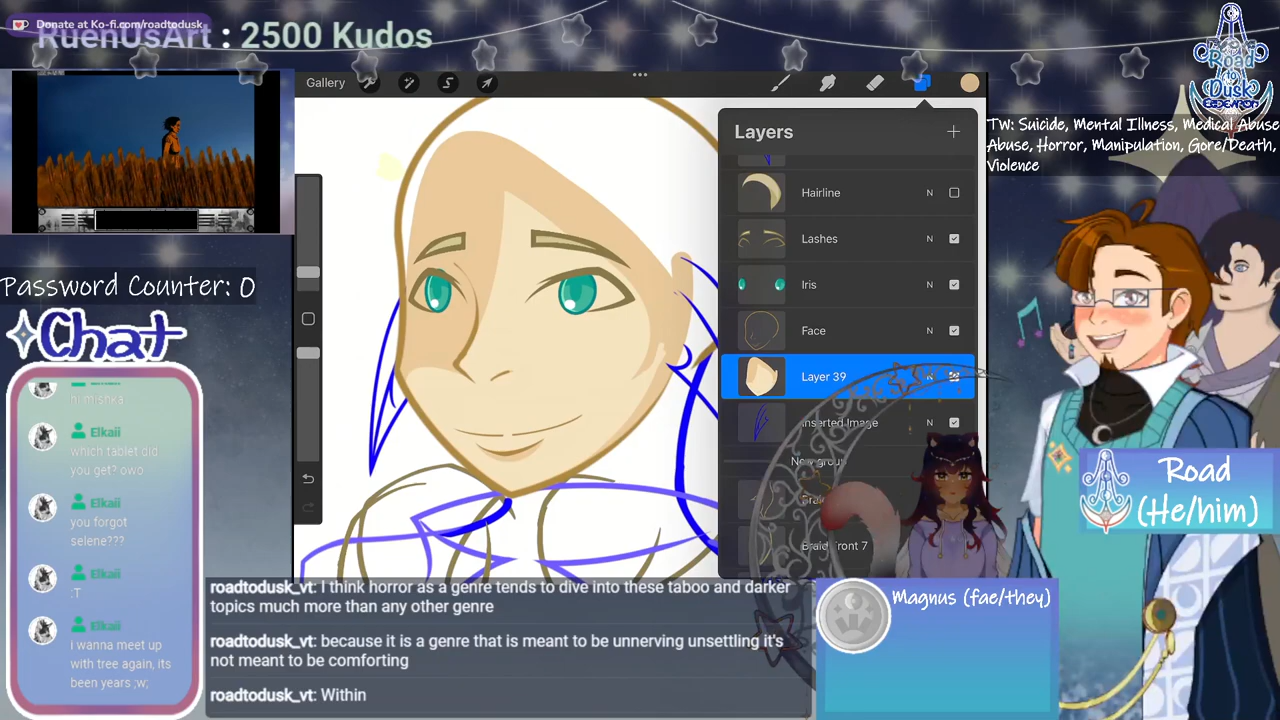 Donate at Ko-fi.com/roadtodusk
RuenUsArt : 2500 Kudos
Gallery
Layers
Hairline N
Lashes N
Iris N
Face N
Layer 39 N
Inserted Image
New group
Braid Front 7
Road
to
Dusk
TW: Suicide, Mental Illness, Medical Abuse
Abuse, Horror, Manipulation, Gore/Death,
Violence
Password Counter: 0
Chat
hi mishka
Elkaii
which tablet did
you get? owo
Elkaii
you forgot
selene???
Elkaii
:T
Elkaii
i wanna meet up
with tree again, its
been years ;w;
roadtodusk_vt: I think horror as a genre tends to dive into these taboo and darker
topics much more than any other genre
roadtodusk_vt: because it is a genre that is meant to be unnerving unsettling it's
not meant to be comforting
roadtodusk_vt: Within
Road
(He/him)
Magnus (fae/they)